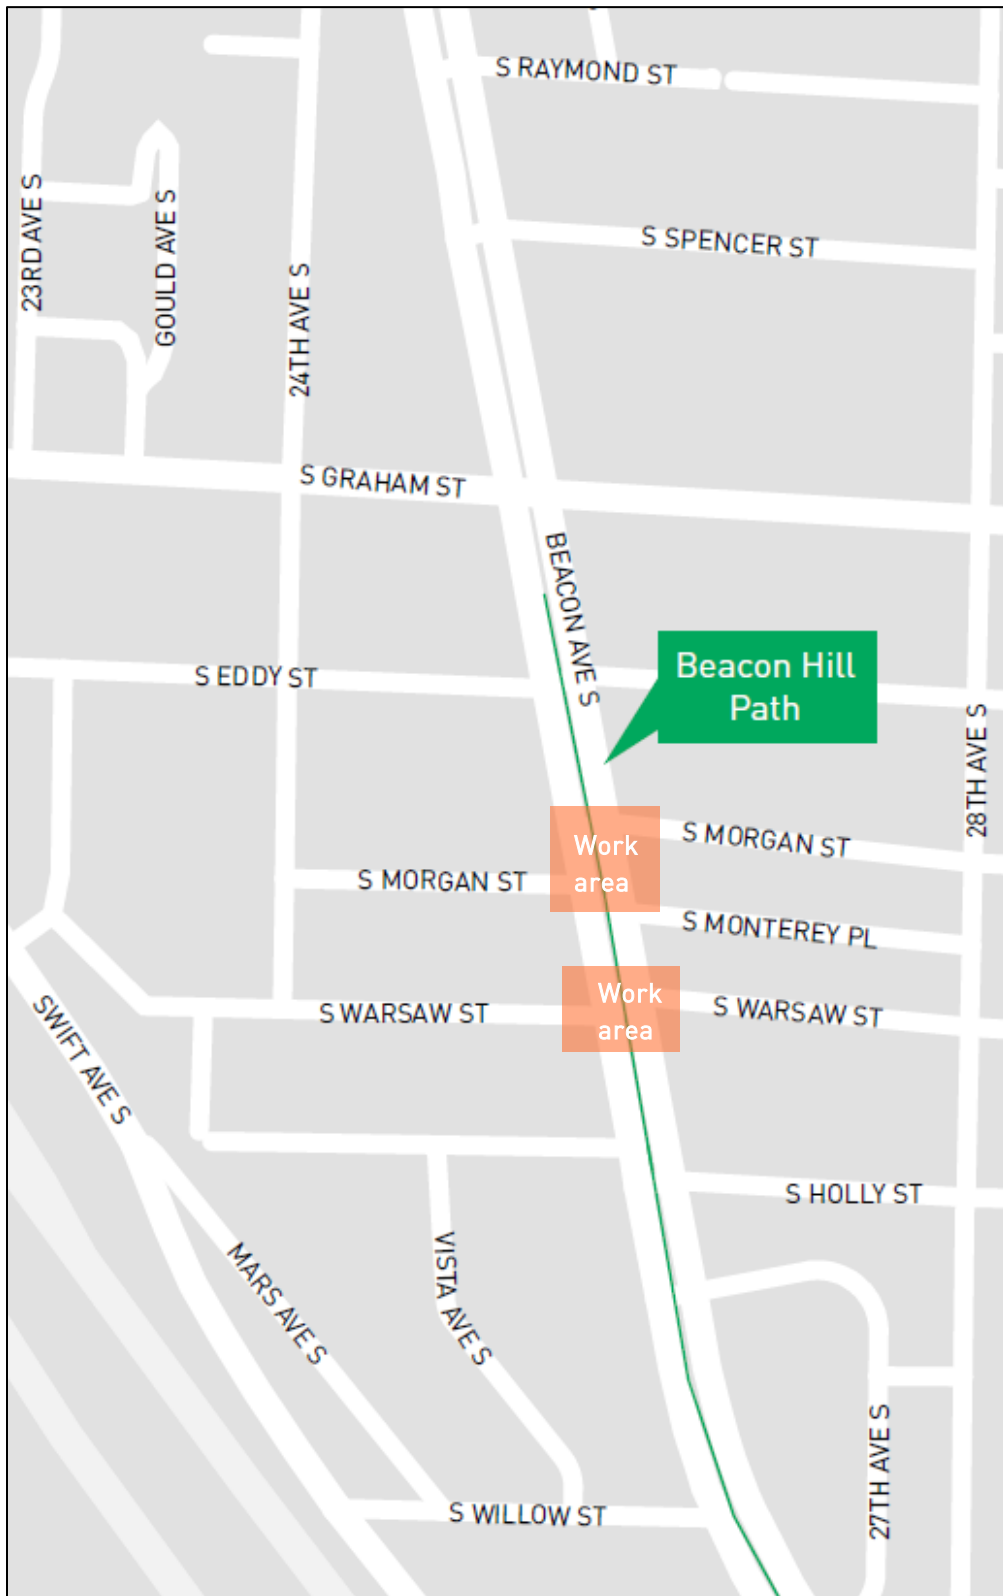 S RAYMOND ST
S SPENCER ST
23RD AVE S
GOULD AVE S
24TH AVE S
S GRAHAM ST
BEACON AVE S
S EDDY ST
Beacon Hill
Path
28TH AVE S
Work
area
S MORGAN ST
S MORGAN ST
S MONTEREY PL
Work
area
S WARSAW ST
S WARSAW ST
SWIFT AVE S
S HOLLY ST
MARS AVE S
VISTA AVE S
27TH AVE S
S WILLOW ST